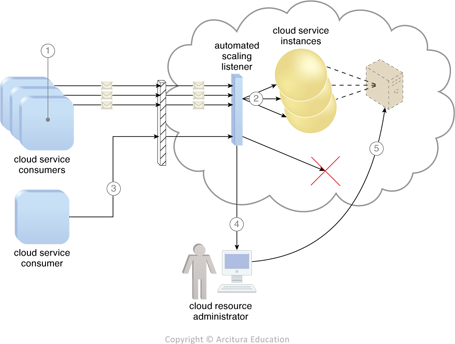 1
automated
scaling
listener
cloud service
instances
2
cloud service
consumers
3
5
cloud service
consumer
4
cloud resource
administrator
Copyright © Arcitura Education